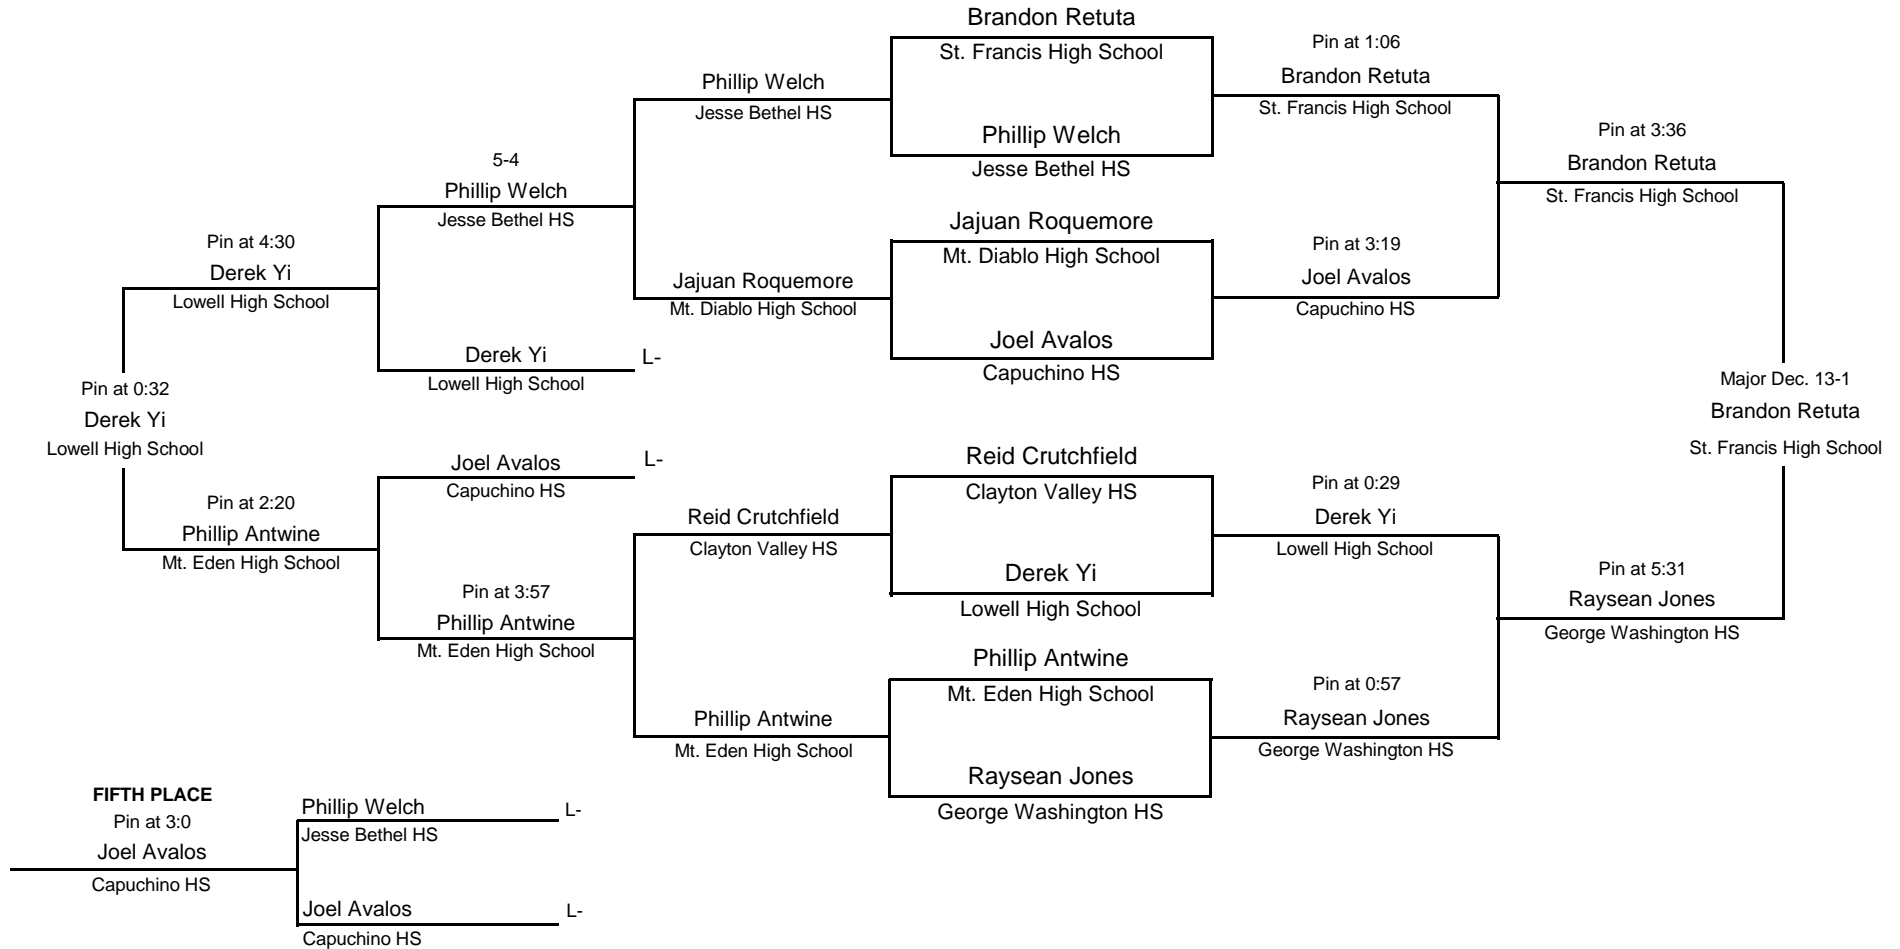 Brandon Retuta
St. Francis High School
Pin at 1:06
Brandon Retuta
St. Francis High School
Phillip Welch
Jesse Bethel HS
Phillip Welch
Jesse Bethel HS
Pin at 3:36
Brandon Retuta
St. Francis High School
5-4
Phillip Welch
Jesse Bethel HS
Jajuan Roquemore
Mt. Diablo High School
Pin at 3:19
Joel Avalos
Capuchino HS
Pin at 4:30
Derek Yi
Lowell High School
Jajuan Roquemore
Mt. Diablo High School
Joel Avalos
Capuchino HS
Derek Yi L-
Lowell High School
Pin at 0:32
Derek Yi
Lowell High School
Major Dec. 13-1
Brandon Retuta
St. Francis High School
Joel Avalos L-
Capuchino HS
Reid Crutchfield
Clayton Valley HS
Pin at 0:29
Derek Yi
Lowell High School
Pin at 2:20
Phillip Antwine
Mt. Eden High School
Reid Crutchfield
Clayton Valley HS
Derek Yi
Lowell High School
Pin at 5:31
Raysean Jones
George Washington HS
Pin at 3:57
Phillip Antwine
Mt. Eden High School
Phillip Antwine
Mt. Eden High School
Pin at 0:57
Raysean Jones
George Washington HS
Phillip Antwine
Mt. Eden High School
Raysean Jones
George Washington HS
FIFTH PLACE
Pin at 3:0
Joel Avalos
Capuchino HS
Phillip Welch L-
Jesse Bethel HS
Joel Avalos L-
Capuchino HS